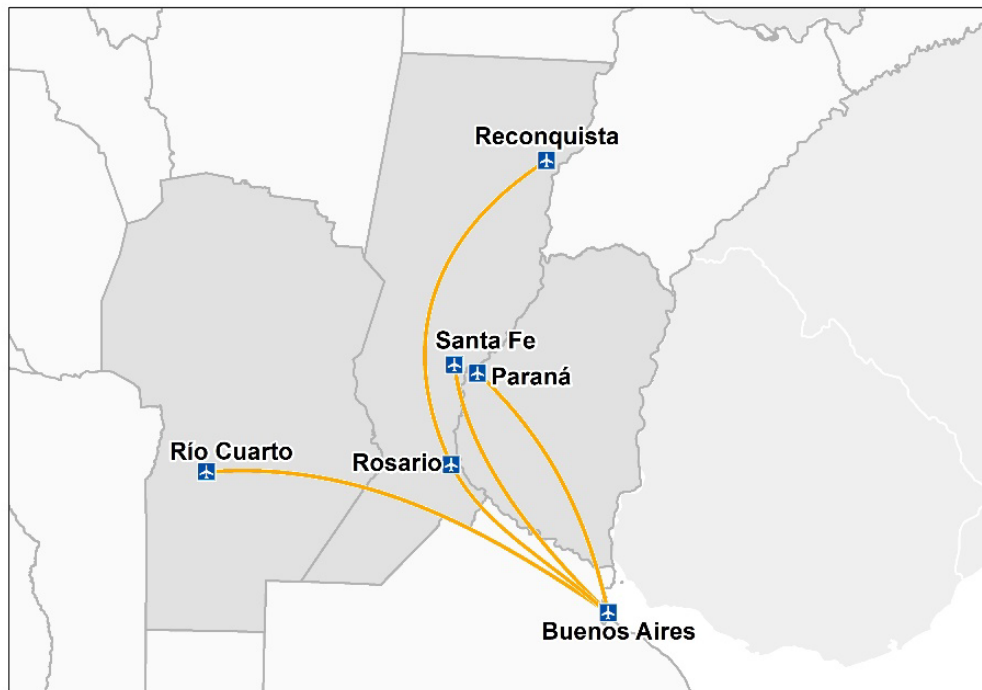 Reconquista
Santa Fe
Paraná
Río Cuarto
Rosario
Buenos Aires